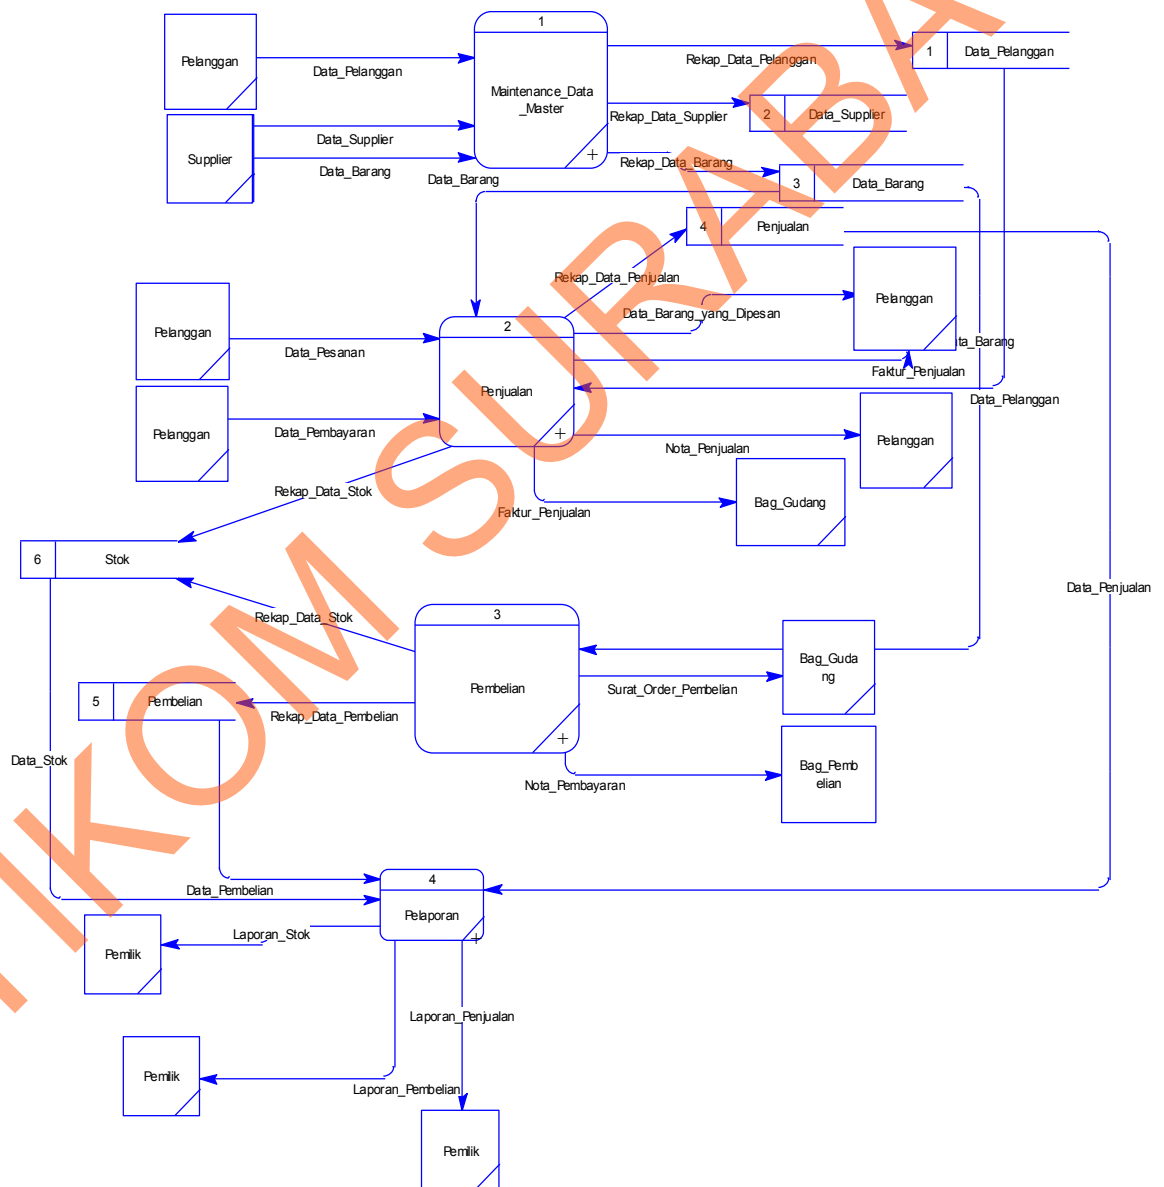 1
Pelanggan
Data_Pelanggan
Maintenance_Data
_Master
Rekap_Data_Pelanggan
1
Data_Pelanggan
Rekap_Data_Supplier
2
Data_Supplier
Supplier
Data_Supplier
Data_Barang
Rekap_Data_Barang
Data_Barang
3
Data_Barang
4
Penjualan
Rekap_Data_Penjualan
Pelanggan
Data_Barang_yang_Dipesan
Pelanggan
Data_Pesanan
2
Penjualan
ata_Barang
Faktur_Penjualan
Data_Pelanggan
Pelanggan
Data_Pembayaran
Nota_Penjualan
Pelanggan
Rekap_Data_Stok
Faktur_Penjualan
Bag_Gudang
6
Stok
Data_Penjualan
Rekap_Data_Stok
3
Pembelian
Bag_Guda
ng
Surat_Order_Pembelian
5
Pembelian
Rekap_Data_Pembelian
Data_Stok
Nota_Pembayaran
Bag_Pemb
elian
4
Pelaporan
Data_Pembelian
Laporan_Stok
Pemilik
Laporan_Penjualan
Pemilik
Laporan_Pembelian
Pemilik
IKOM SURABA